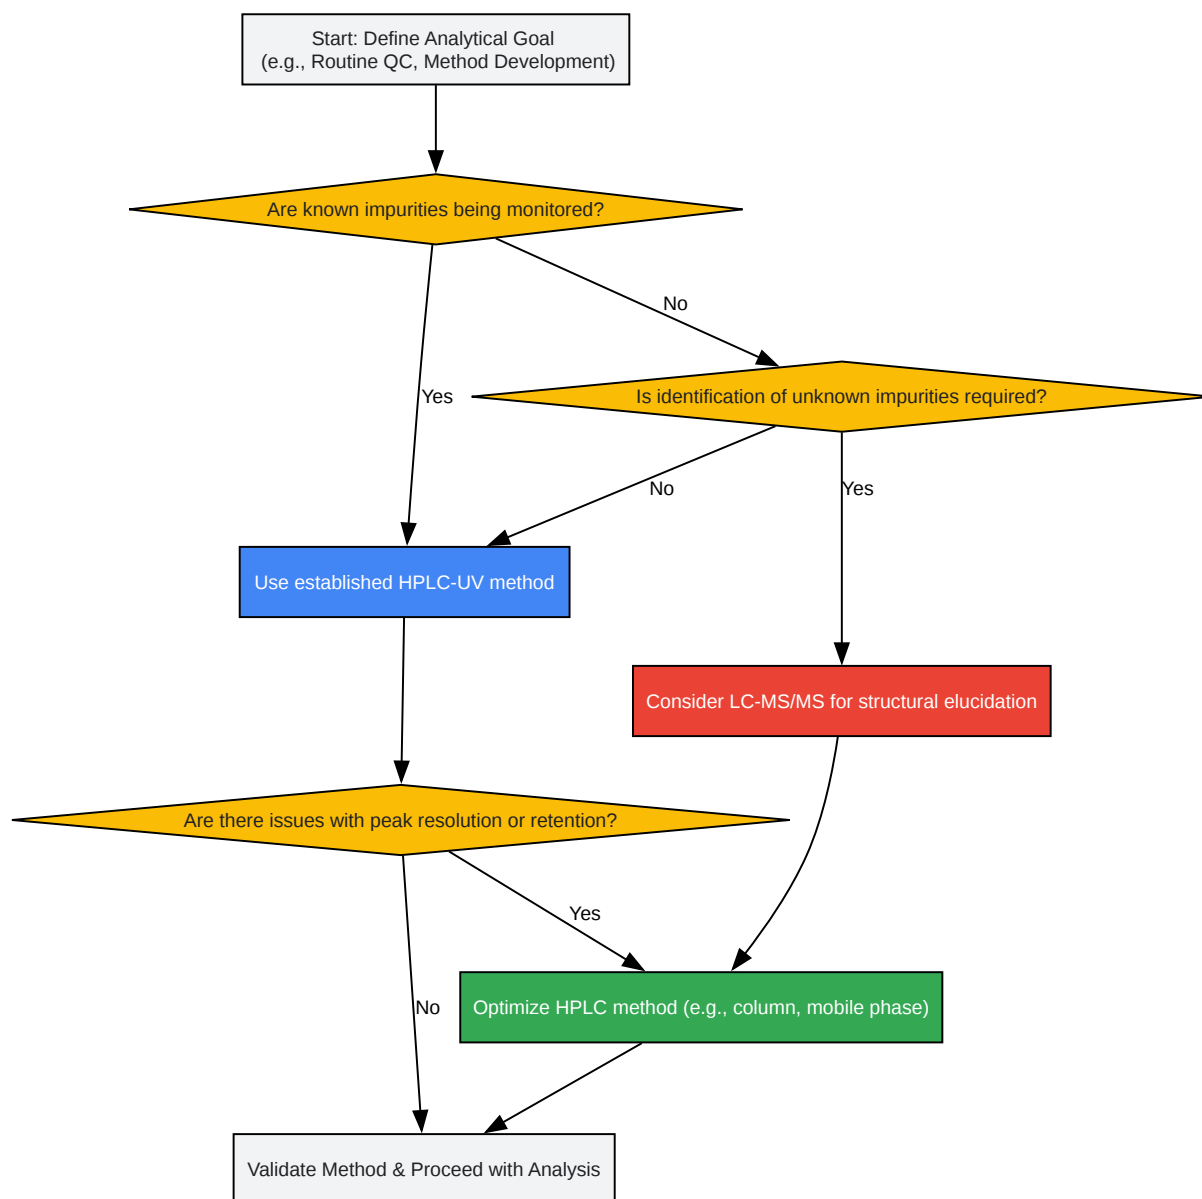 Start: Define Analytical Goal
(e.g., Routine QC, Method Development)
Are known impurities being monitored?
No
Yes
Is identification of unknown impurities required?
No
Yes
Use established HPLC-UV method
Consider LC-MS/MS for structural elucidation
Are there issues with peak resolution or retention?
Yes
No
Optimize HPLC method (e.g., column, mobile phase)
Validate Method & Proceed with Analysis